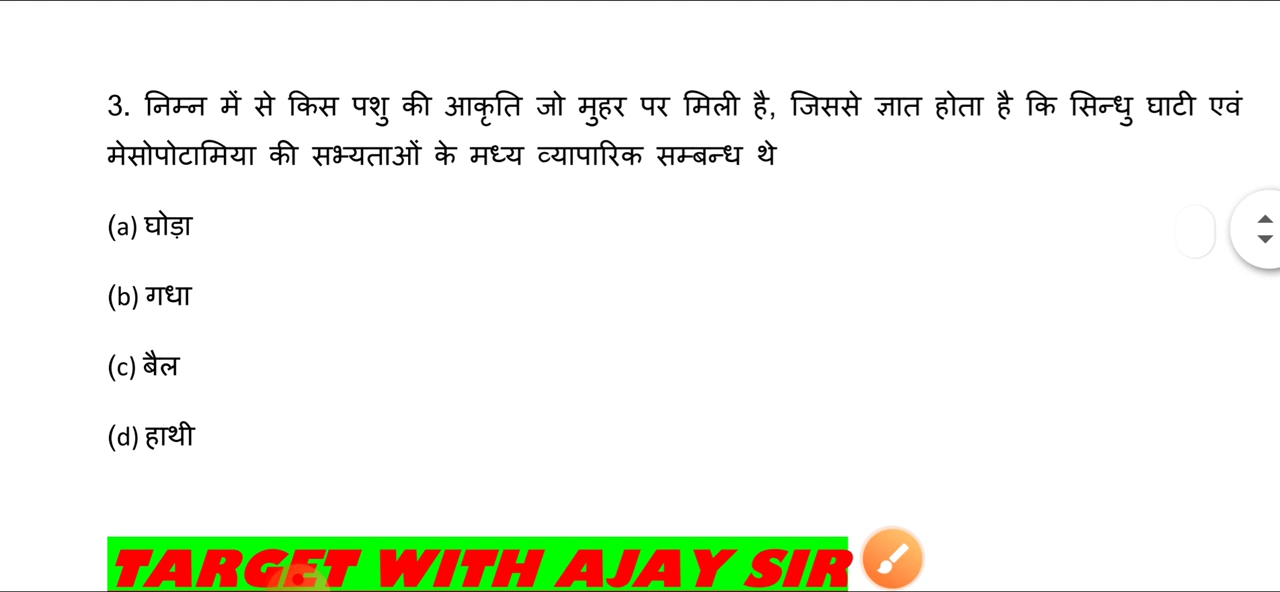 3. निम्न में से किस पशु की आकृति जो मुहर पर मिली है, जिससे ज्ञात होता है कि सिन्धु घाटी एवं
मेसोपोटामिया की सभ्यताओं के मध्य व्यापारिक सम्बन्ध थे
(a) घोड़ा
(b) गधा
(c) बैल
(d) हाथी
TARGET WITH AJAY SIR